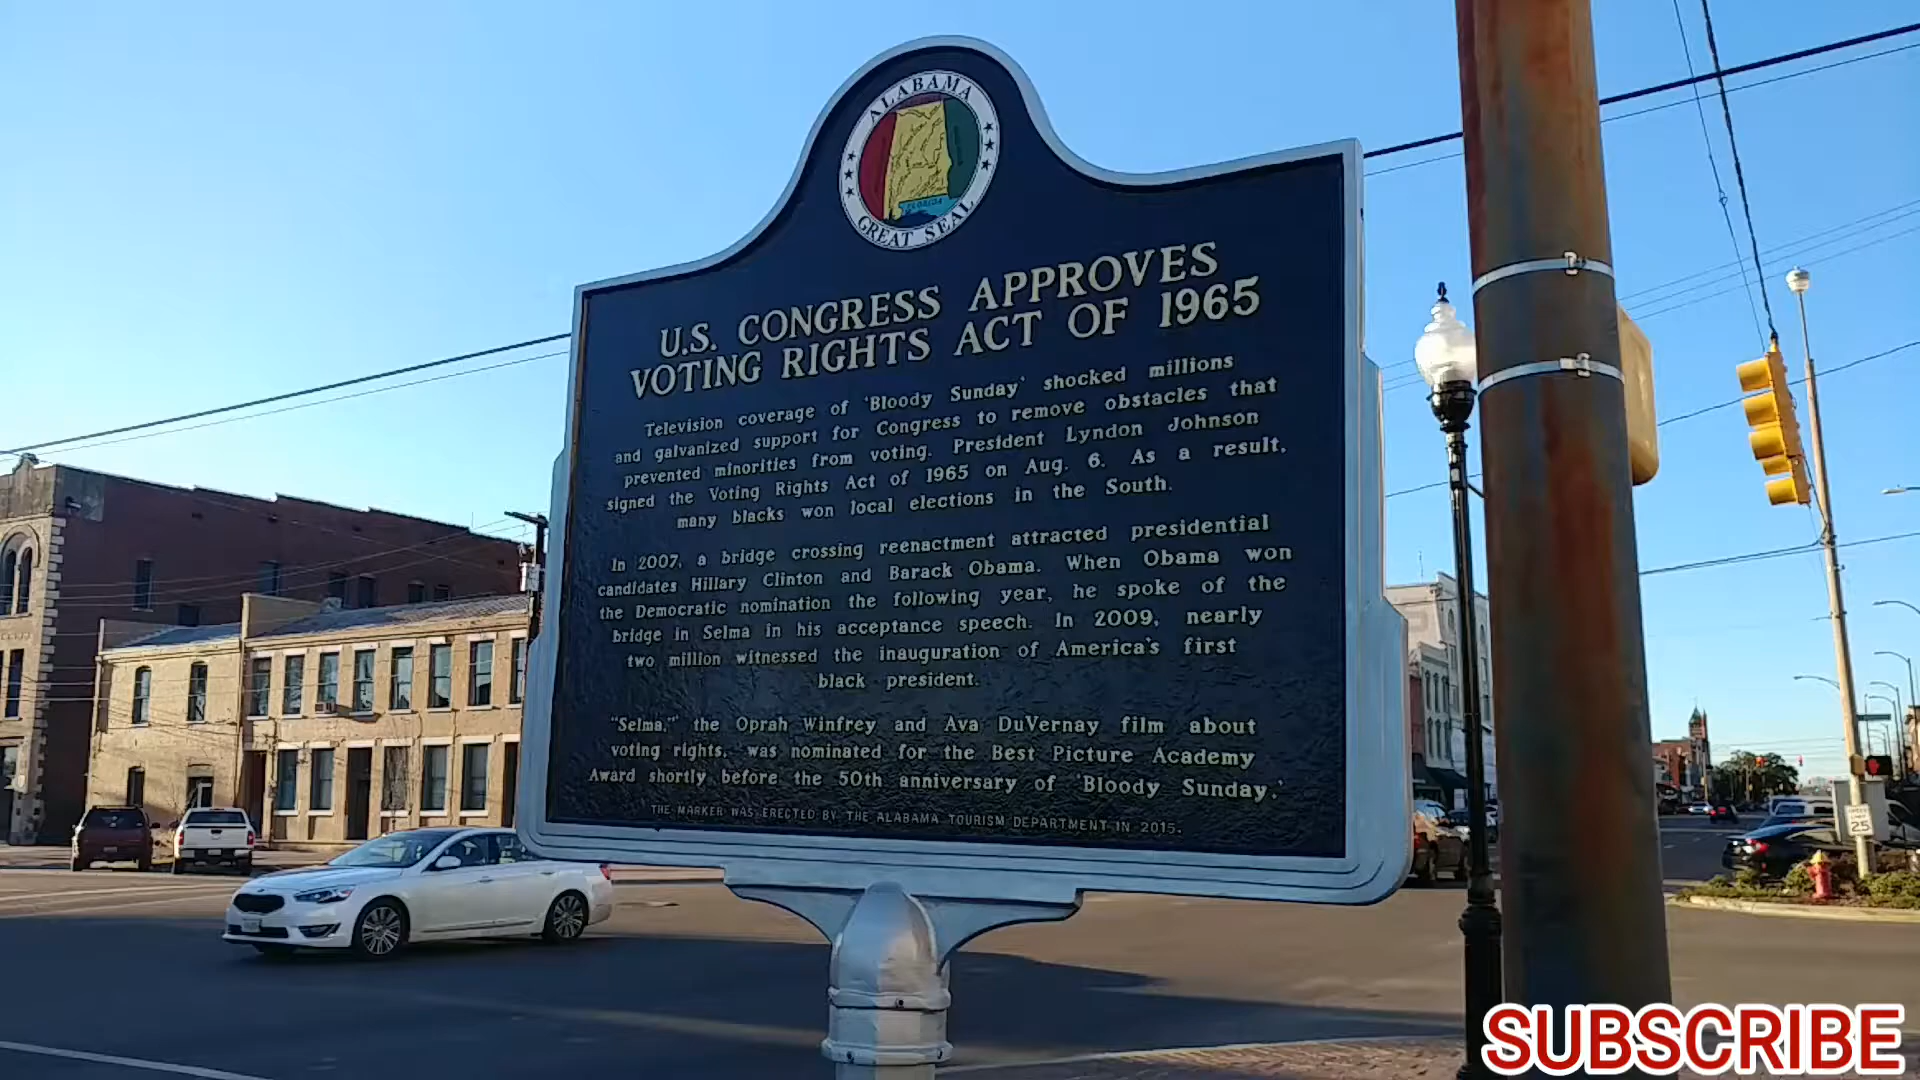 ALABAMA
FLORIDA
GREAT SEAL
U.S. CONGRESS APPROVES
VOTING RIGHTS ACT OF 1965
Television coverage of 'Bloody Sunday' shocked millions
and galvanized support for Congress to remove obstacles that
prevented minorities from voting. President Lyndon Johnson
signed the Voting Rights Act of 1965 on Aug. 6. As a result,
many blacks won local elections in the South.
In 2007, a bridge crossing reenactment attracted presidential
candidates Hillary Clinton and Barack Obama. When Obama won
the Democratic nomination the following year, he spoke of the
bridge in Selma in his acceptance speech. In 2009, nearly
two million witnessed the inauguration of America's first
black president.
"Selma," the Oprah Winfrey and Ava DuVernay film about
voting rights, was nominated for the Best Picture Academy
Award shortly before the 50th anniversary of 'Bloody Sunday.'
THE MARKER WAS ERECTED BY THE ALABAMA TOURISM DEPARTMENT IN 2015.
25
SUBSCRIBE